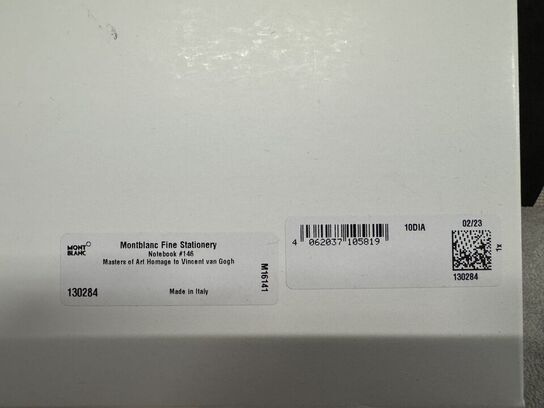 MONT
BLANC
Montblanc Fine Stationery
Notebook #146
Masters of Art Homage to Vincent van Gogh
130284
Made in Italy
M16141
4 062037 105819
10DIA
02/23
1x
130284